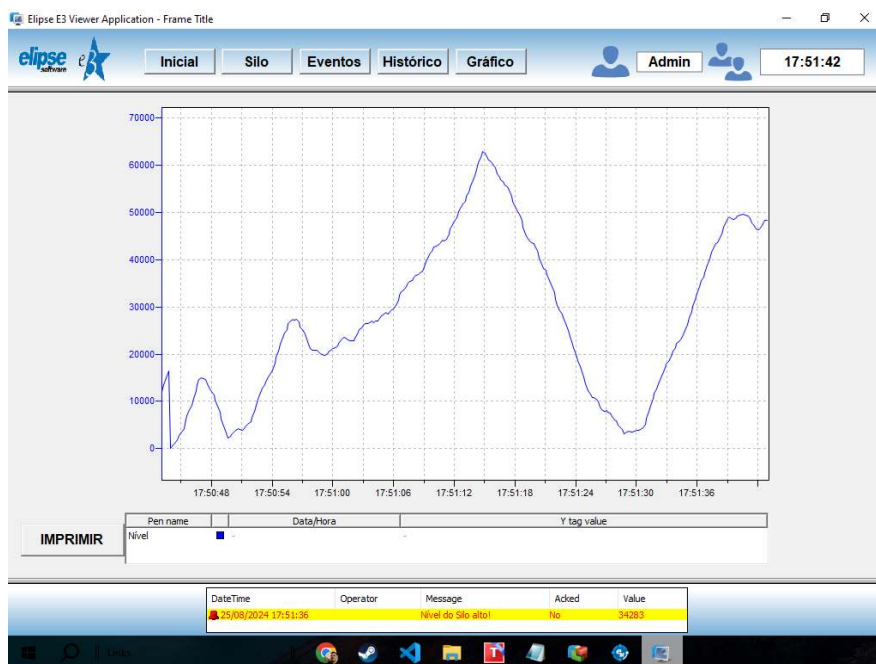 Elipse E3 Viewer Application - Frame Title
elipse software e3
Inicial Silo Eventos Histórico Gráfico Admin 17:51:42
70000
60000
50000
40000
30000
20000
10000
0
17:50:48 17:50:54 17:51:00 17:51:06 17:51:12 17:51:18 17:51:24 17:51:30 17:51:36
IMPRIMIR
Pen name Data/Hora Y tag value
Nível - -
DateTime Operator Message Acked Value
25/08/2024 17:51:36 Nível do Silo alto! No 34283
Links